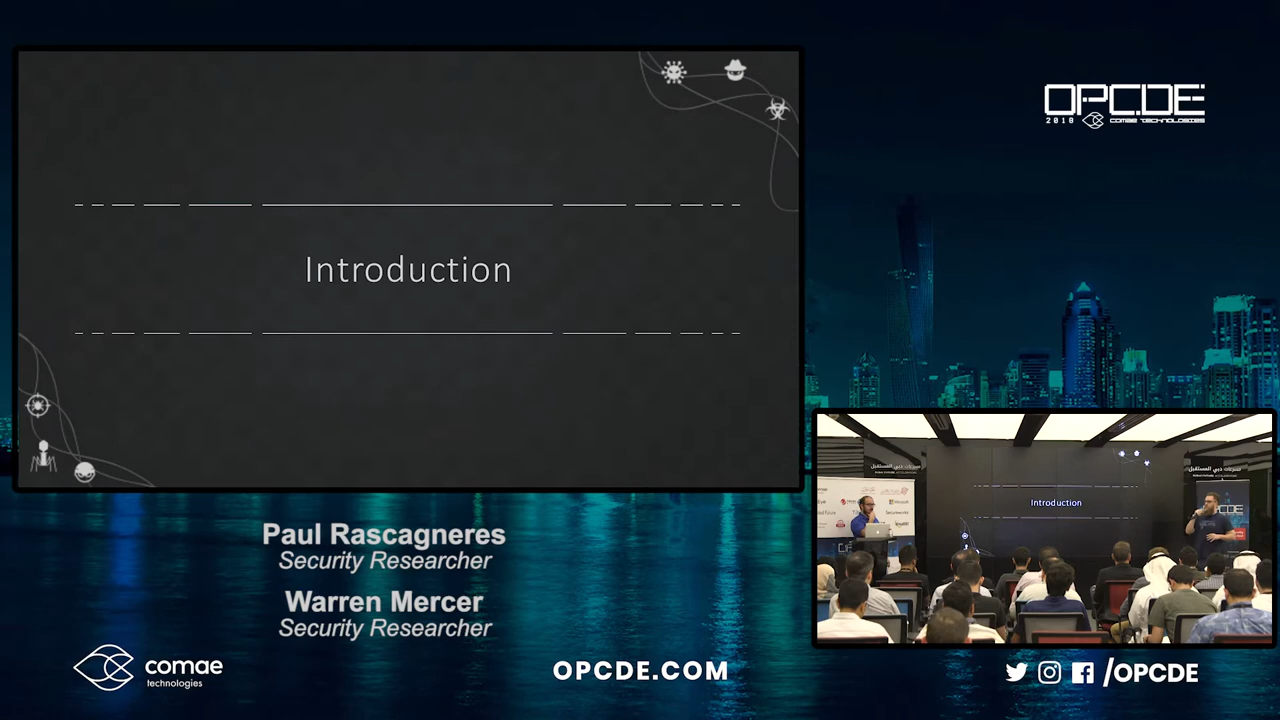 Introduction
OPCDE
2018
COMAE TECHNOLOGIES
Introduction
Paul Rascagneres
Security Researcher
Warren Mercer
Security Researcher
comae
technologies
OPCDE.COM
/OPCDE